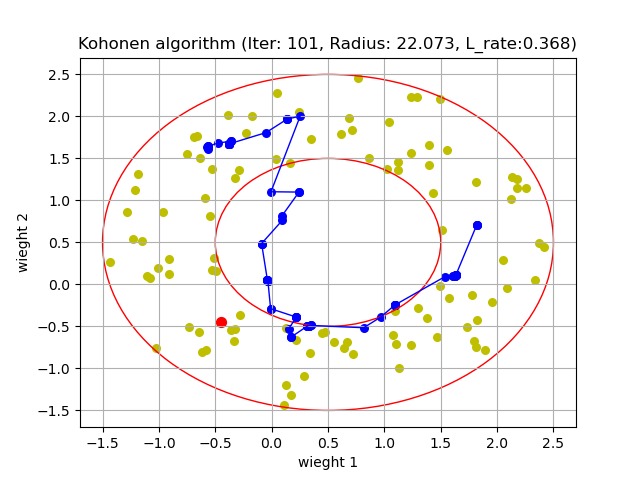 Kohonen algorithm (Iter: 101, Radius: 22.073, L_rate:0.368)
2.5
2.0
1.5
1.0
0.5
0.0
−0.5
−1.0
−1.5
wieght 2
−1.5 −1.0 −0.5 0.0 0.5 1.0 1.5 2.0 2.5
wieght 1